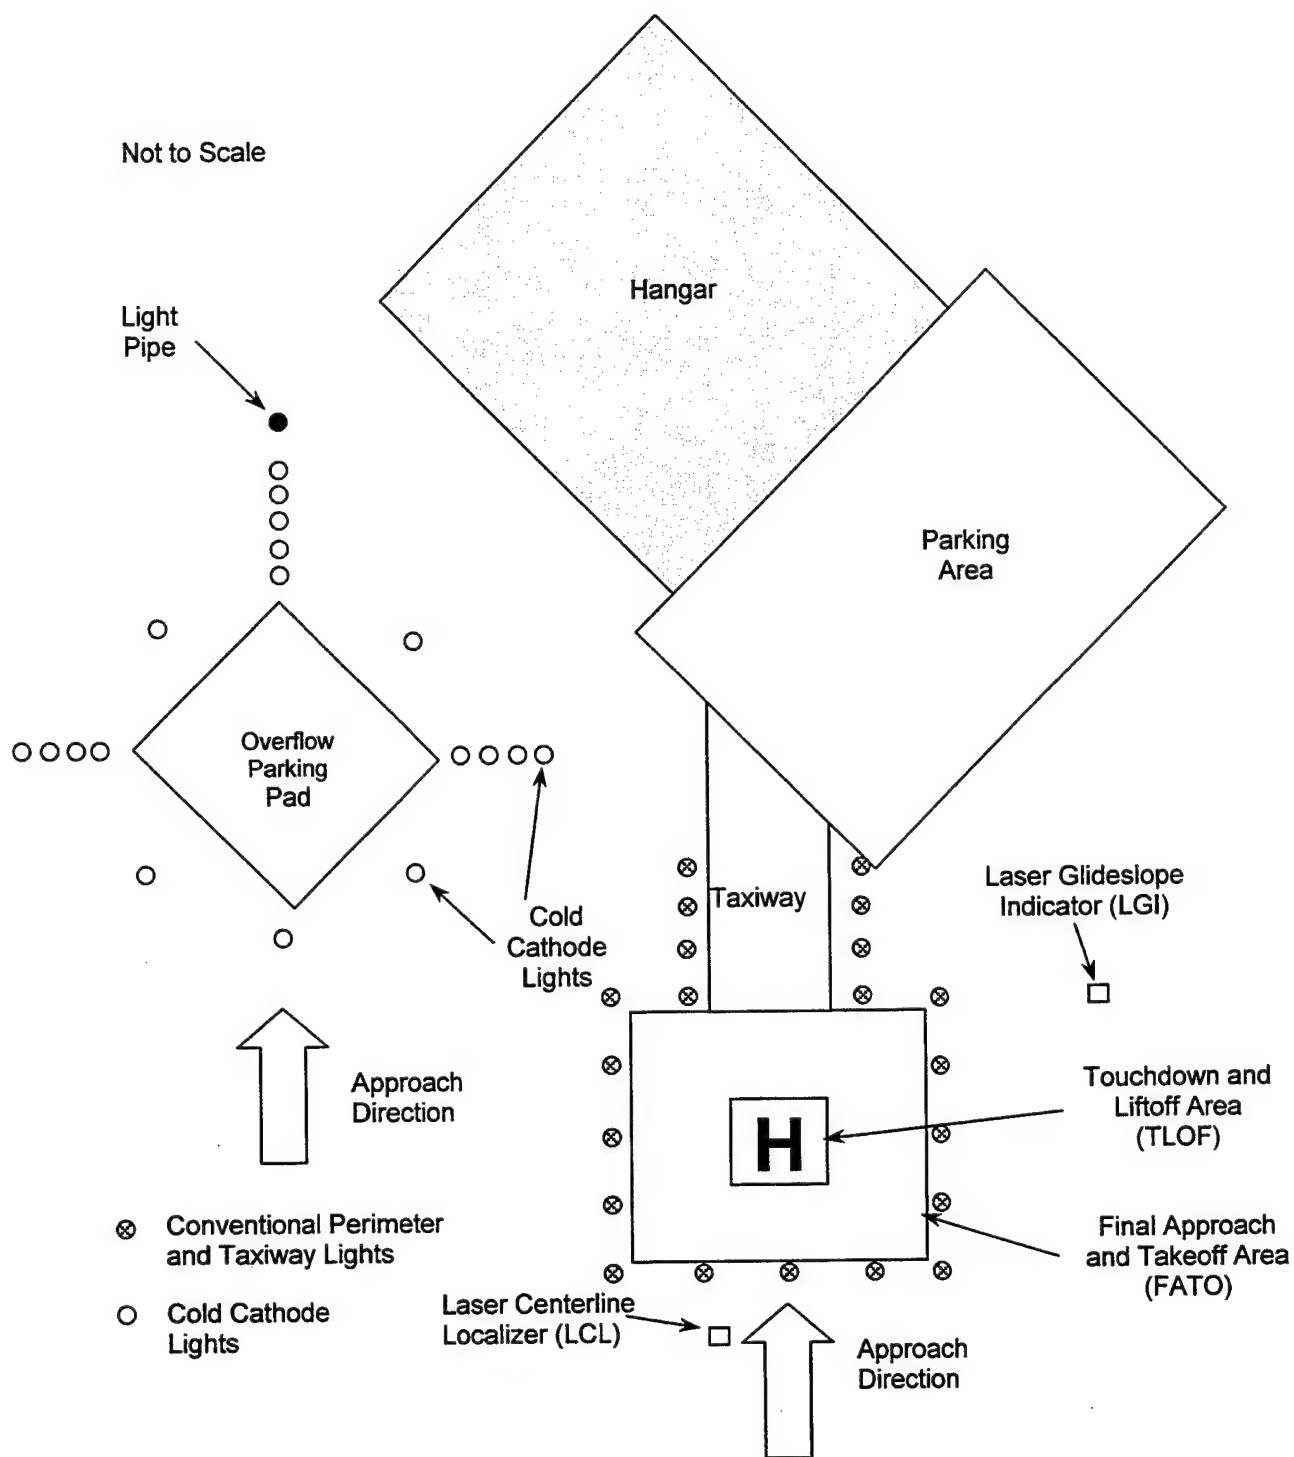 Not to Scale
Hangar
Light
Pipe
Parking
Area
Overflow
Parking
Pad
Taxiway
Laser Glideslope
Indicator (LGI)
Cold
Cathode
Lights
Approach
Direction
Touchdown and
Liftoff Area
(TLOF)
H
Conventional Perimeter
and Taxiway Lights
Final Approach
and Takeoff Area
(FATO)
Cold Cathode
Lights
Laser Centerline
Localizer (LCL)
Approach
Direction